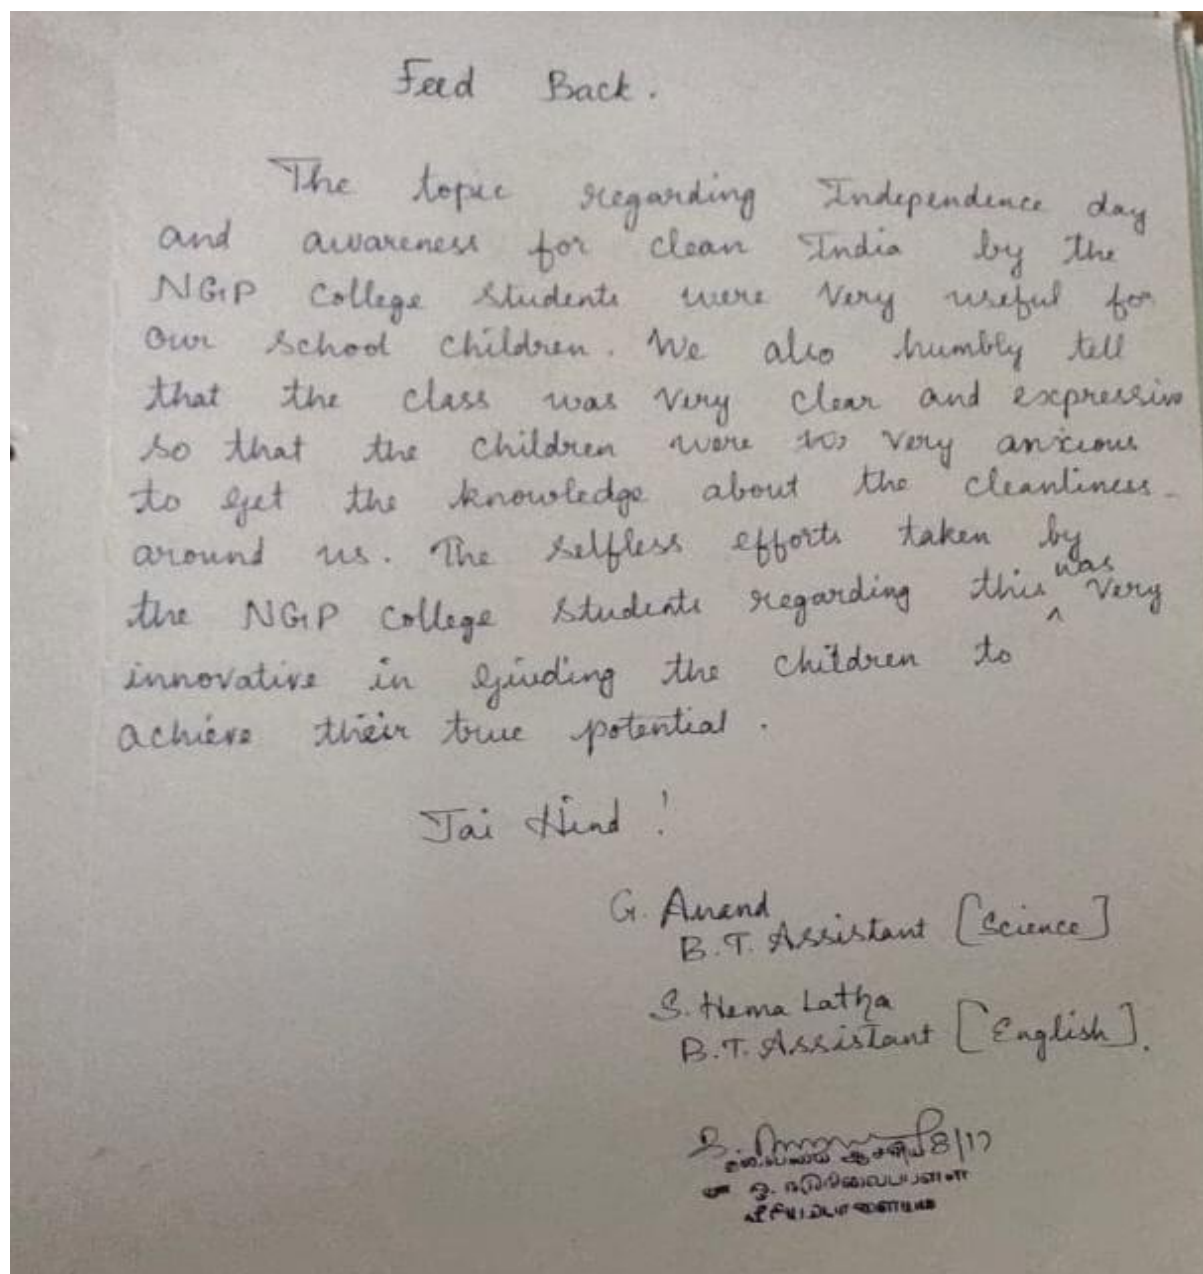 Feed Back.
The topic regarding Independence day
and awareness for clean India by the
NGP College students were very useful for
our school children. We also humbly tell
that the class was very clear and expressive
so that the children were very anxious
to get the knowledge about the cleanliness
around us. The selfless efforts taken by
the NGP college students regarding this was very
innovative in giuding the children to
achieve their true potential.
Jai Hind!
G. Anand
B.T. Assistant [Science]
S. Hema Latha
B.T. Assistant [English].
8/17